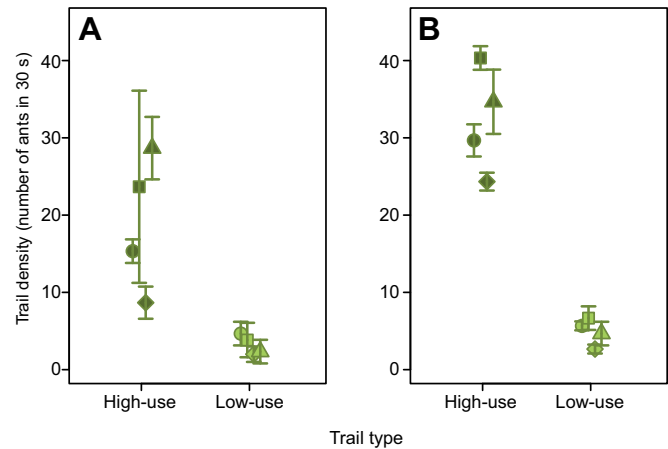 A
B
Trail density (number of ants in 30 s)
40
30
20
10
0
40
30
20
10
0
High-use
Low-use
High-use
Low-use
Trail type